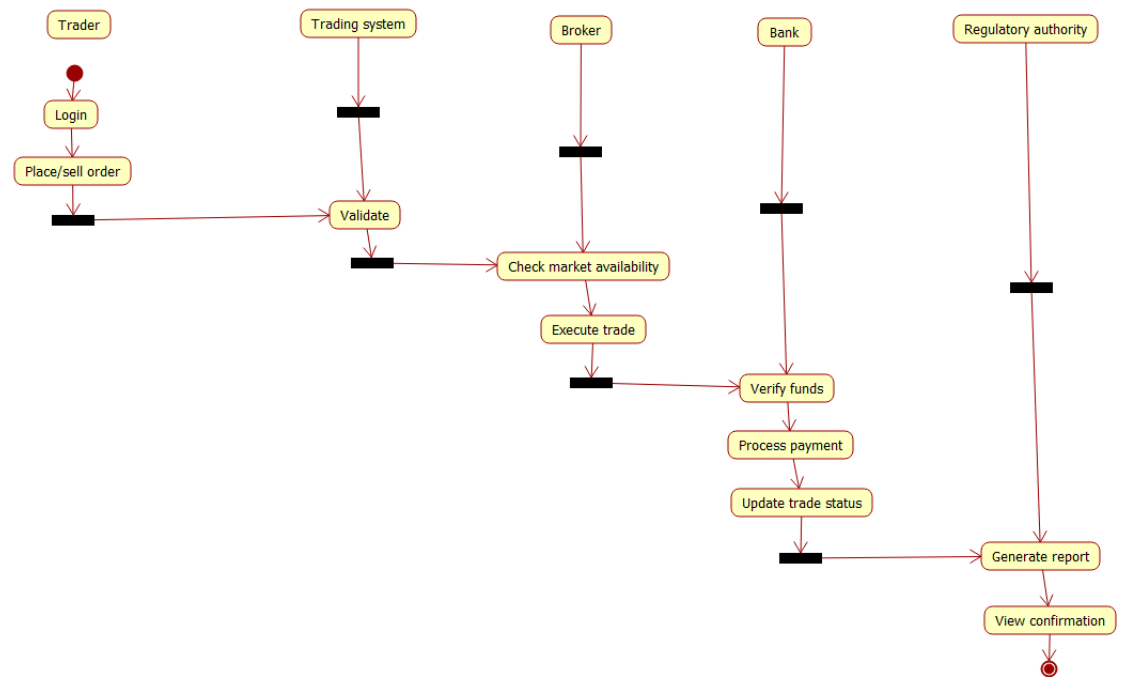 Trader
Trading system
Broker
Bank
Regulatory authority
Login
Place/sell order
Validate
Check market availability
Execute trade
Verify funds
Process payment
Update trade status
Generate report
View confirmation